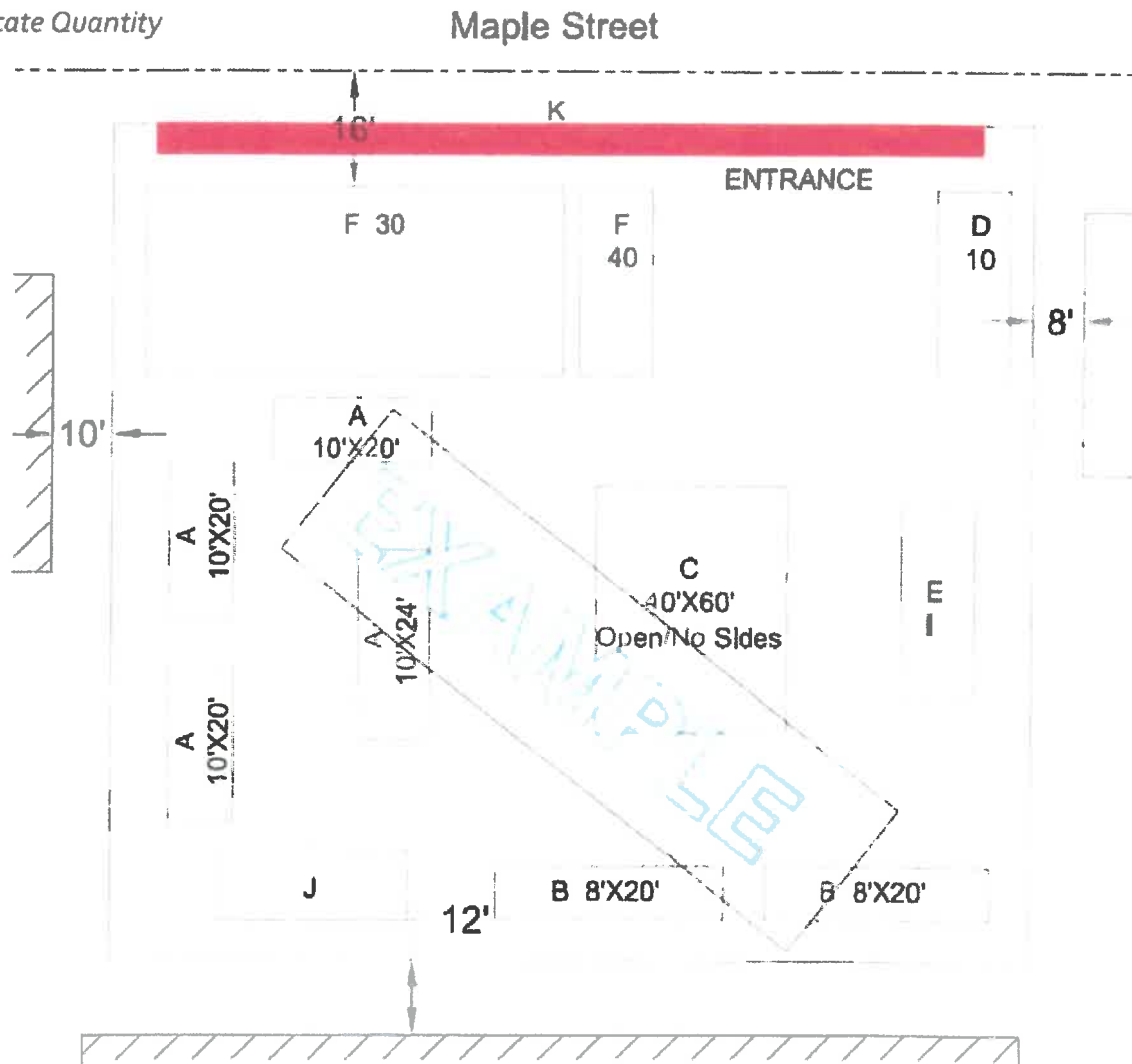 cate Quantity
Maple Street
K
16'
ENTRANCE
F 30
F
40
D
10
8'
10'
A
10'X20'
A
10'X20'
A
10'X24'
C
40'X60'
Open/No Sides
E
I
A
10'X20'
EXAMPLE
J
12'
B 8'X20'
B 8'X20'